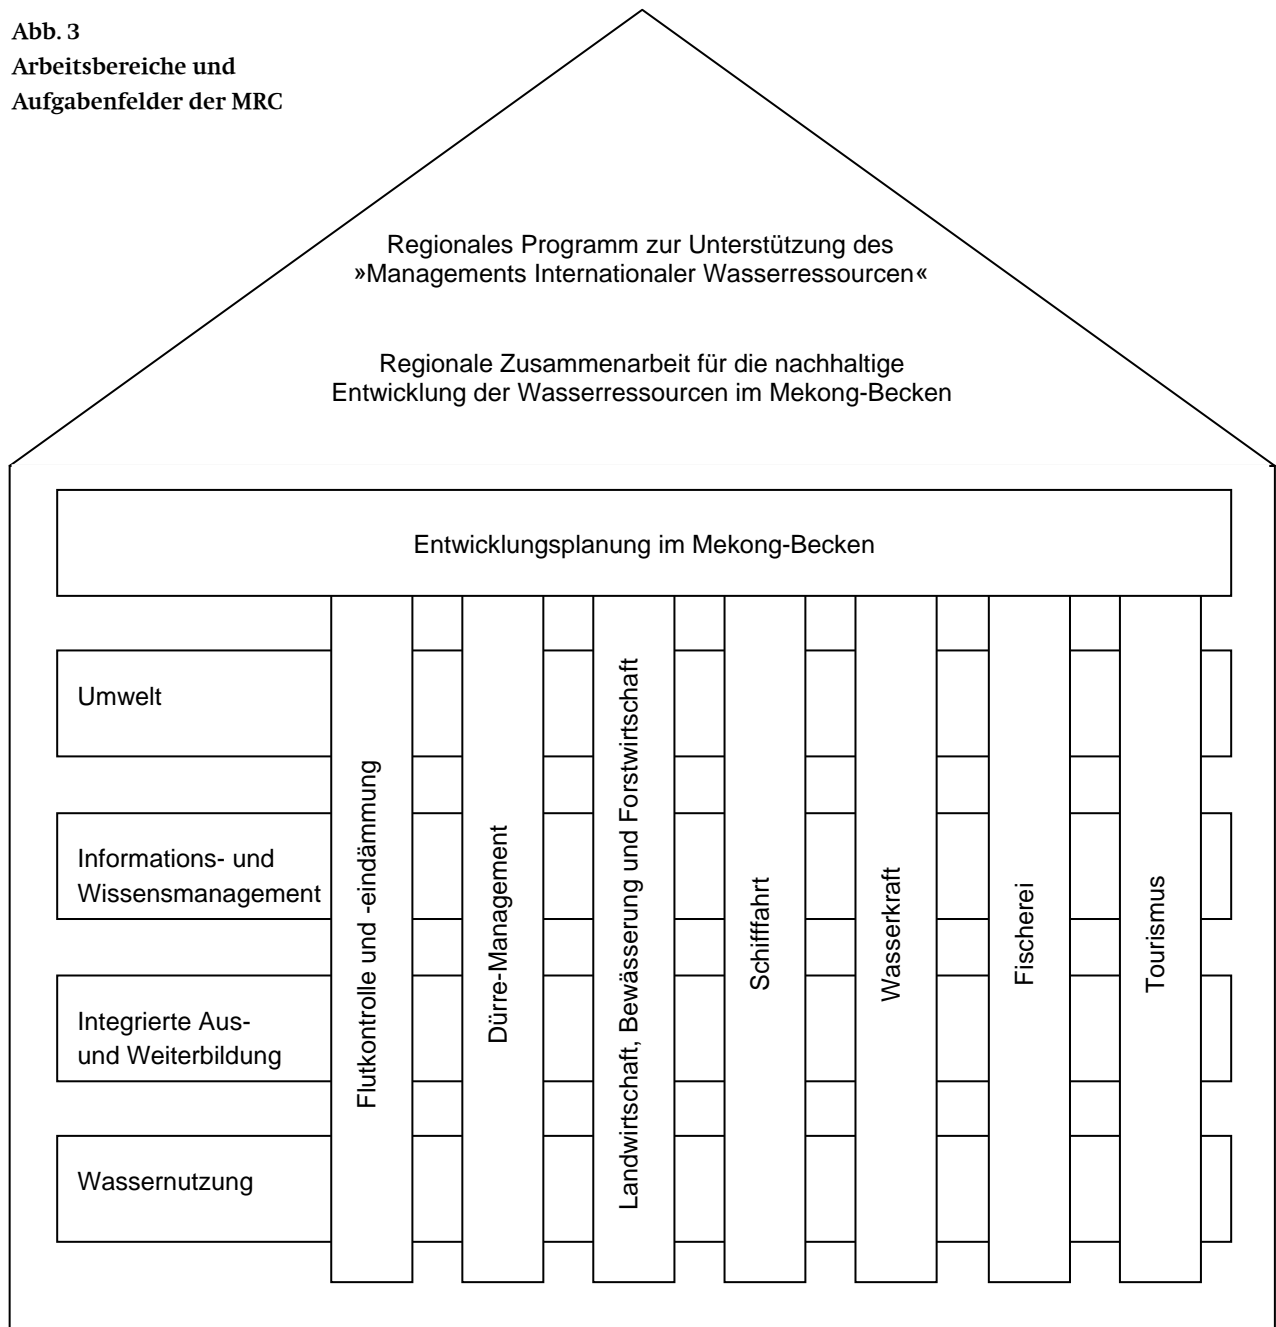 Abb. 3
Arbeitsbereiche und
Aufgabenfelder der MRC
Regionales Programm zur Unterstützung des
»Managements Internationaler Wasserressourcen«
Regionale Zusammenarbeit für die nachhaltige
Entwicklung der Wasserressourcen im Mekong-Becken
Entwicklungsplanung im Mekong-Becken
Umwelt
Informations- und
Wissensmanagement
Integrierte Aus-
und Weiterbildung
Wassernutzung
Flutkontrolle und -eindämmung
Dürre-Management
Landwirtschaft, Bewässerung und Forstwirtschaft
Schifffahrt
Wasserkraft
Fischerei
Tourismus